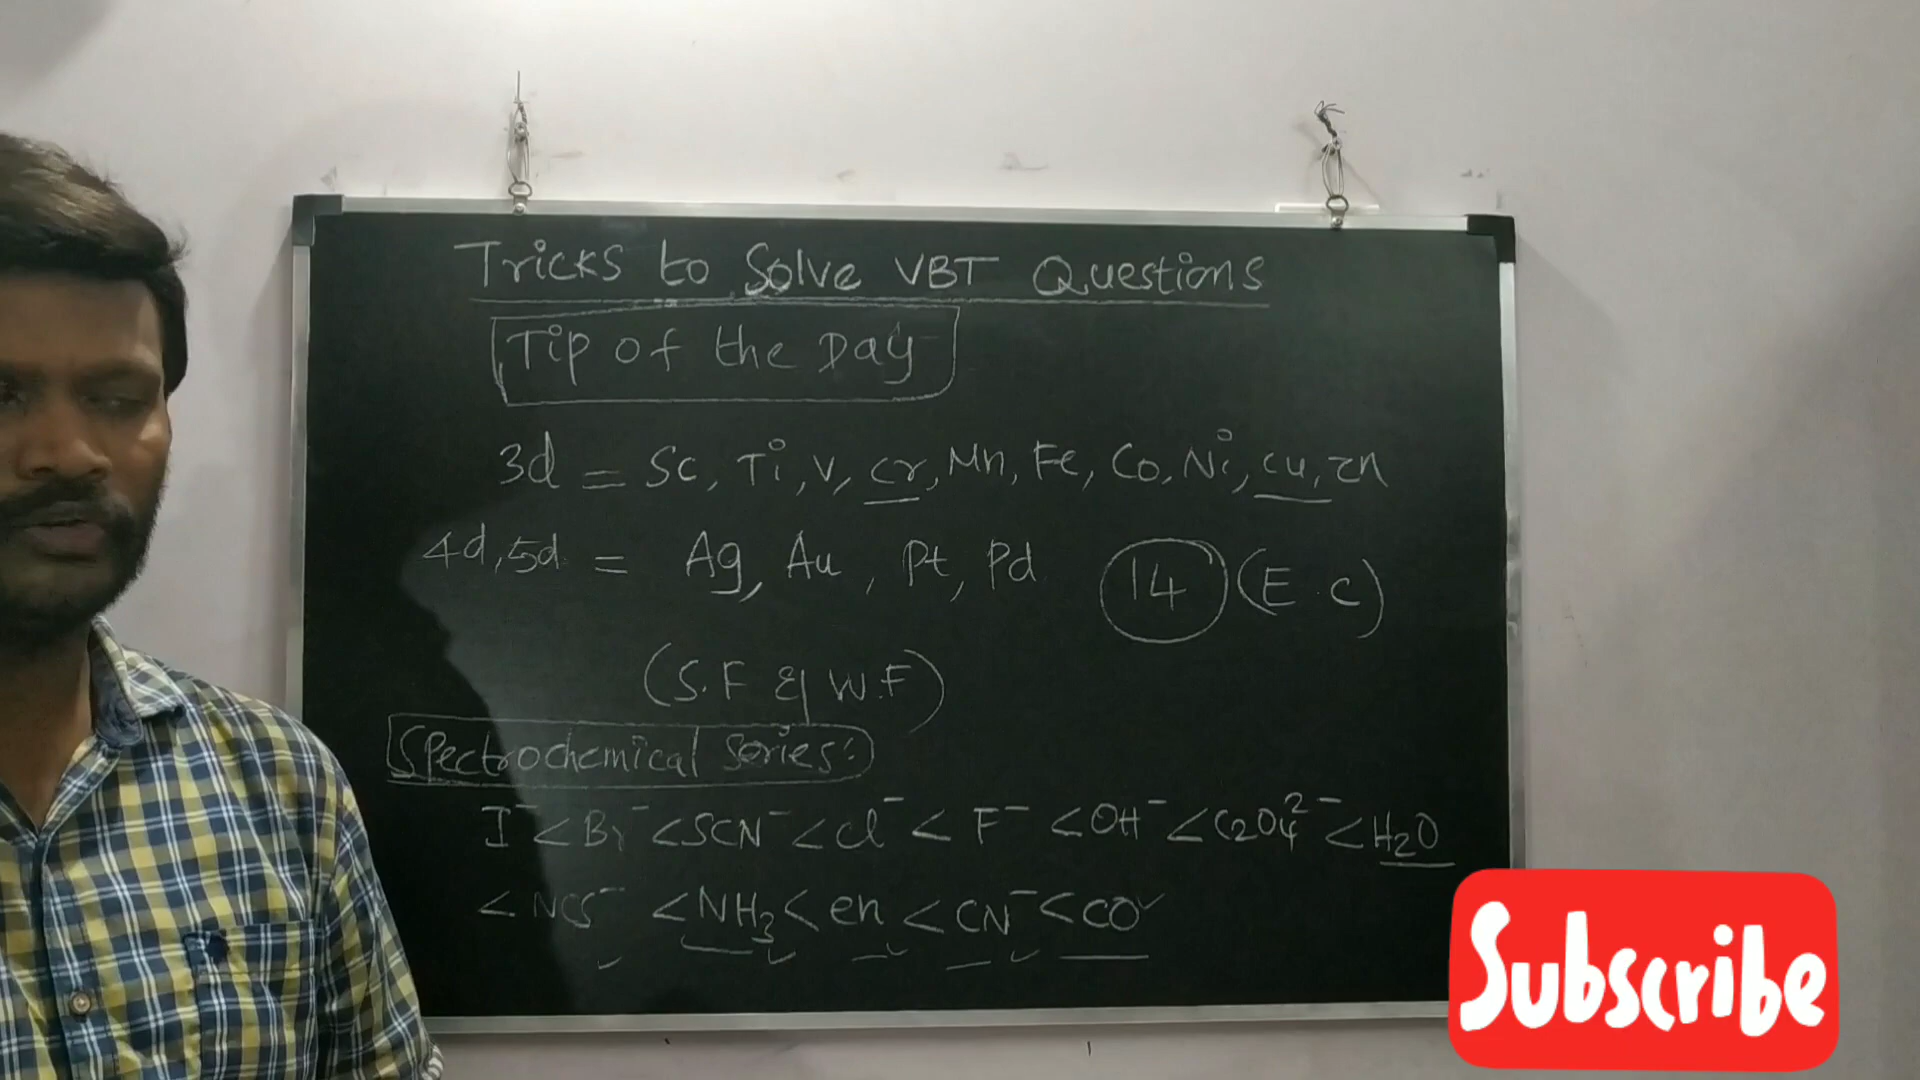 Tricks to Solve VBT Questions
Tip of the Day
3d = Sc, Ti, V, Cr, Mn, Fe, Co, Ni, Cu, Zn
4d, 5d = Ag, Au, Pt, Pd 14 (E.C)
(S.F & W.F)
Spectrochemical Series:
I⁻ < Br⁻ < SCN⁻ < Cl⁻ < F⁻ < OH⁻ < C2O4²⁻ < H2O
< NCS⁻ < NH3 < en < CN⁻ < CO
Subscribe